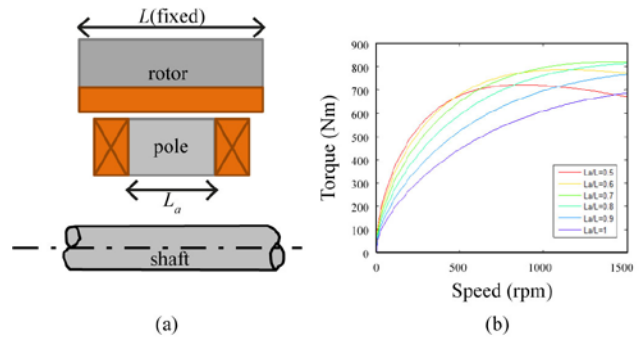 L(fixed)
rotor
pole
La
shaft
(a)
Torque (Nm)
900
800
700
600
500
400
300
200
100
0
La/L=0.5
La/L=0.6
La/L=0.7
La/L=0.8
La/L=0.9
La/L=1
0 500 1000 1500
Speed (rpm)
(b)